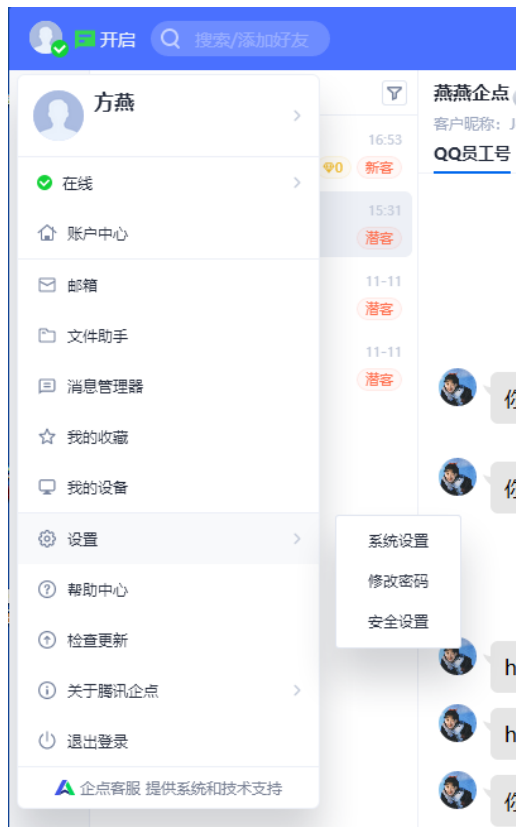 开启
搜索/添加好友
方燕
燕燕企点
客户昵称：
16:53
QQ员工号
0 新客
在线
15:31
潜客
账户中心
邮箱
11-11
潜客
文件助手
11-11
消息管理器
潜客
我的收藏
我的设备
设置
系统设置
修改密码
安全设置
帮助中心
检查更新
关于腾讯企点
退出登录
企点客服 提供系统和技术支持
你
你
h
h
你